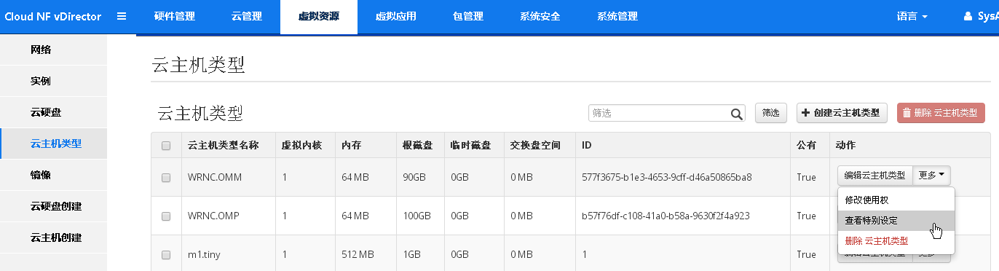 Cloud NF vDirector 硬件管理 云管理 虚拟资源 虚拟应用 包管理 系统安全 系统管理 语言 SysA
网络
实例
云硬盘
云主机类型
镜像
云硬盘创建
云主机创建
云主机类型
云主机类型 筛选 筛选 创建云主机类型 删除 云主机类型
云主机类型名称 虚拟内核 内存 根磁盘 临时磁盘 交换盘空间 ID 公有 动作
WRNC.OMM 1 64 MB 90GB 0GB 0 MB 577f3675-b1e3-4653-9cff-d46a50865ba8 True 编辑云主机类型 更多
修改使用权
查看特别设定
删除 云主机类型
WRNC.OMP 1 64 MB 100GB 0GB 0 MB b57f76df-c108-41a0-b58a-9630f2f4a923 True
m1.tiny 1 512 MB 1GB 0GB 0 MB 1 True 编辑云主机类型 更多